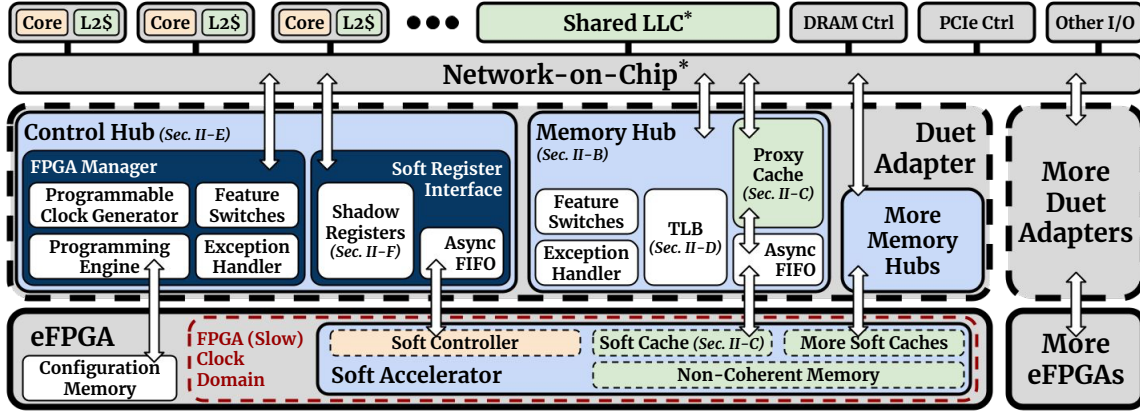 Core L2$ Core L2$ Core L2$ Shared LLC* DRAM Ctrl PCIe Ctrl Other I/O
Network-on-Chip*
Control Hub (Sec. II-E)
FPGA Manager
Programmable
Clock Generator
Feature
Switches
Programming
Engine
Exception
Handler
Soft Register
Interface
Shadow
Registers
(Sec. II-F)
Async
FIFO
Memory Hub
(Sec. II-B)
Feature
Switches
Exception
Handler
TLB
(Sec. II-D)
Proxy
Cache
(Sec. II-C)
Async
FIFO
Duet
Adapter
More
Memory
Hubs
More
Duet
Adapters
eFPGA
Configuration
Memory
FPGA (Slow)
Clock
Domain
Soft Controller
Soft Accelerator
Soft Cache (Sec. II-C)
More Soft Caches
Non-Coherent Memory
More
eFPGAs